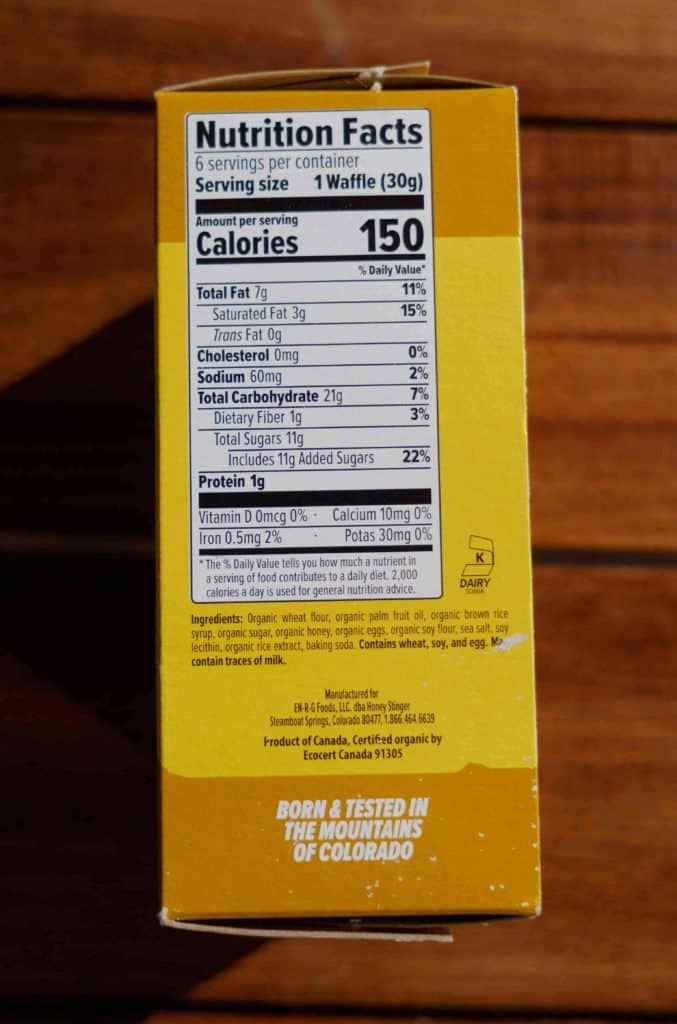 Nutrition Facts
6 servings per container
Serving size 1 Waffle (30g)
Amount per serving
Calories 150
% Daily Value*
Total Fat 7g 11%
Saturated Fat 3g 15%
Trans Fat 0g
Cholesterol 0mg 0%
Sodium 60mg 2%
Total Carbohydrate 21g 7%
Dietary Fiber 1g 3%
Total Sugars 11g
Includes 11g Added Sugars 22%
Protein 1g
Vitamin D 0mcg 0% · Calcium 10mg 0%
Iron 0.5mg 2% · Potas 30mg 0%
* The % Daily Value tells you how much a nutrient in
a serving of food contributes to a daily diet. 2,000
calories a day is used for general nutrition advice.
K
DAIRY
Ingredients: Organic wheat flour, organic palm fruit oil, organic brown rice
syrup, organic sugar, organic honey, organic eggs, organic soy flour, sea salt, soy
lecithin, organic rice extract, baking soda. Contains wheat, soy, and egg.
contain traces of milk.
Manufactured for
EN-R-G Foods, LLC. dba Honey Stinger
Steamboat Springs, Colorado 80477, 1.866.464.6639
Product of Canada, Certified organic by
Ecocert Canada 91305
BORN & TESTED IN
THE MOUNTAINS
OF COLORADO